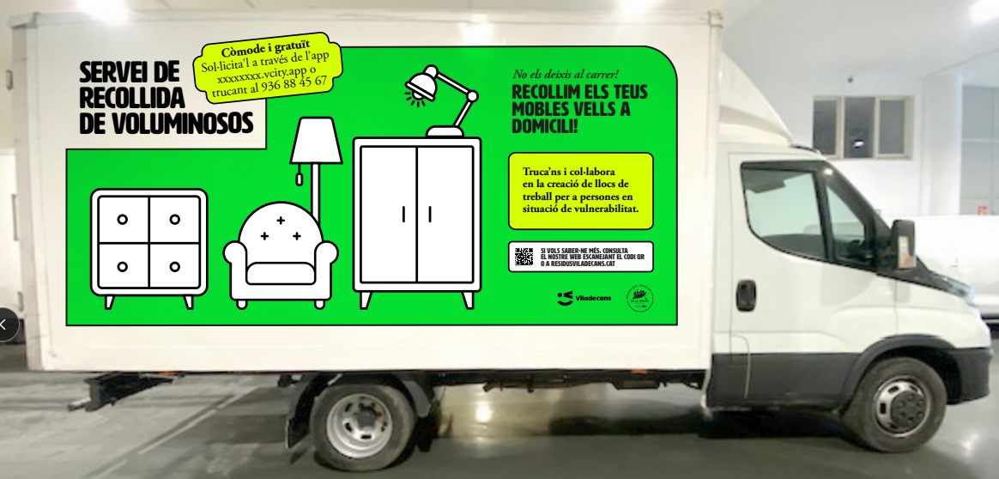 SERVEI DE
RECOLLIDA
DE VOLUMINOSOS
Còmode i gratuït
Sol·licita'l a través de l'app
xxxxxxxx.vcity.app o
trucant al 936 88 45 67
No els deixis al carrer!
RECOLLIM ELS TEUS
MOBLES VELLS A
DOMICILI!
Truca'ns i col·labora
en la creació de llocs de
treball per a persones en
situació de vulnerabilitat.
SI VOLS SABER-NE MÉS, CONSULTA
EL NOSTRE WEB ESCANEJANT EL CODI QR
O A RESIDUSVILADECANS.CAT
Viladecans